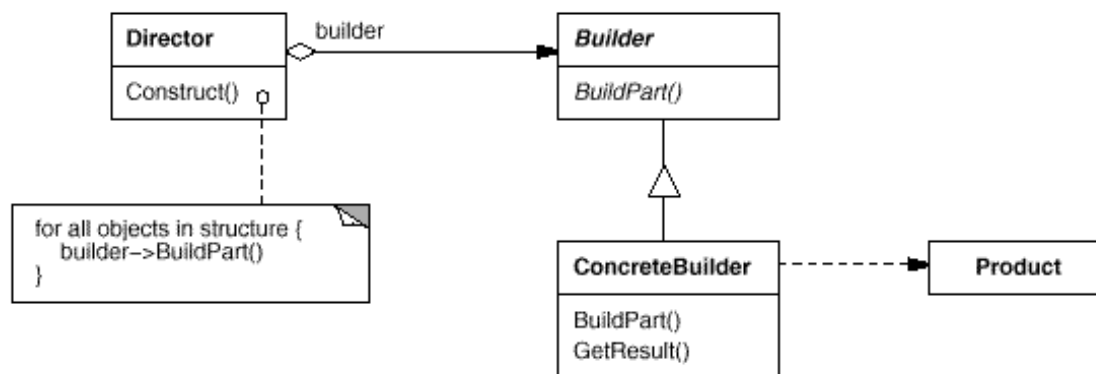 Director
Construct()
builder
Builder
BuildPart()
for all objects in structure {
builder->BuildPart()
}
ConcreteBuilder
BuildPart()
GetResult()
Product